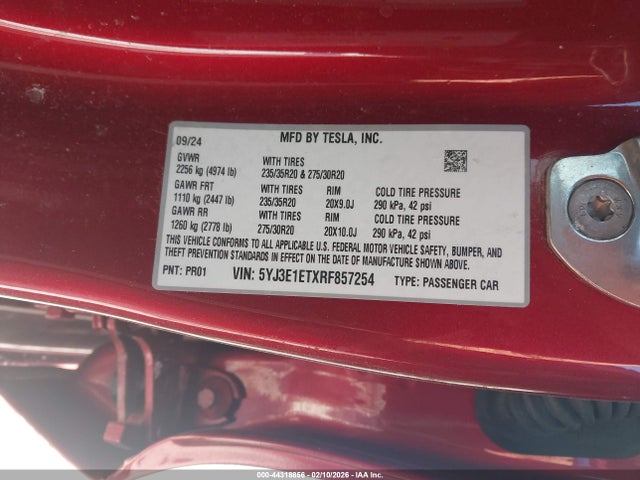 09/24 MFD BY TESLA, INC.
GVWR WITH TIRES
2256 kg (4974 lb) 235/35R20 & 275/30R20
GAWR FRT WITH TIRES RIM COLD TIRE PRESSURE
1110 kg (2447 lb) 235/35R20 20X9.0J 290 kPa, 42 psi
GAWR RR WITH TIRES RIM COLD TIRE PRESSURE
1260 kg (2778 lb) 275/30R20 20X10.0J 290 kPa, 42 psi
THIS VEHICLE CONFORMS TO ALL APPLICABLE U.S. FEDERAL MOTOR VEHICLE SAFETY, BUMPER, AND
THEFT PREVENTION STANDARDS IN EFFECT ON THE DATE OF MANUFACTURE SHOWN ABOVE.
PNT: PR01 VIN: 5YJ3E1ETXRF857254 TYPE: PASSENGER CAR
000-44318856 - 02/10/2026 - IAA Inc.